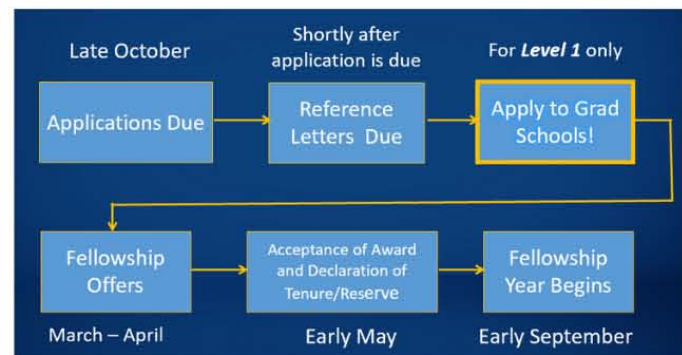 Late October
Shortly after
application is due
For Level 1 only
Applications Due
Reference
Letters Due
Apply to Grad
Schools!
Fellowship
Offers
Acceptance of Award
and Declaration of
Tenure/Reserve
Fellowship
Year Begins
March – April
Early May
Early September